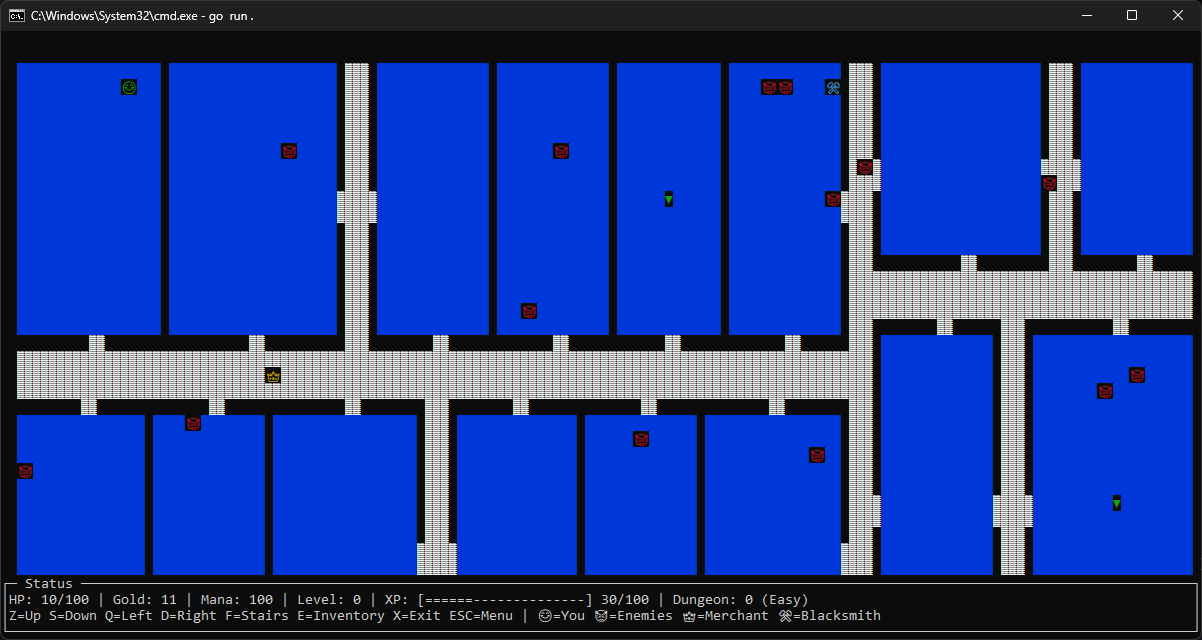 C:\Windows\System32\cmd.exe - go run .
Status
HP: 10/100 | Gold: 11 | Mana: 100 | Level: 0 | XP: [======--------------] 30/100 | Dungeon: 0 (Easy)
Z=Up S=Down Q=Left D=Right F=Stairs E=Inventory X=Exit ESC=Menu | 😊=You 👿=Enemies 👑=Merchant ⚒=Blacksmith